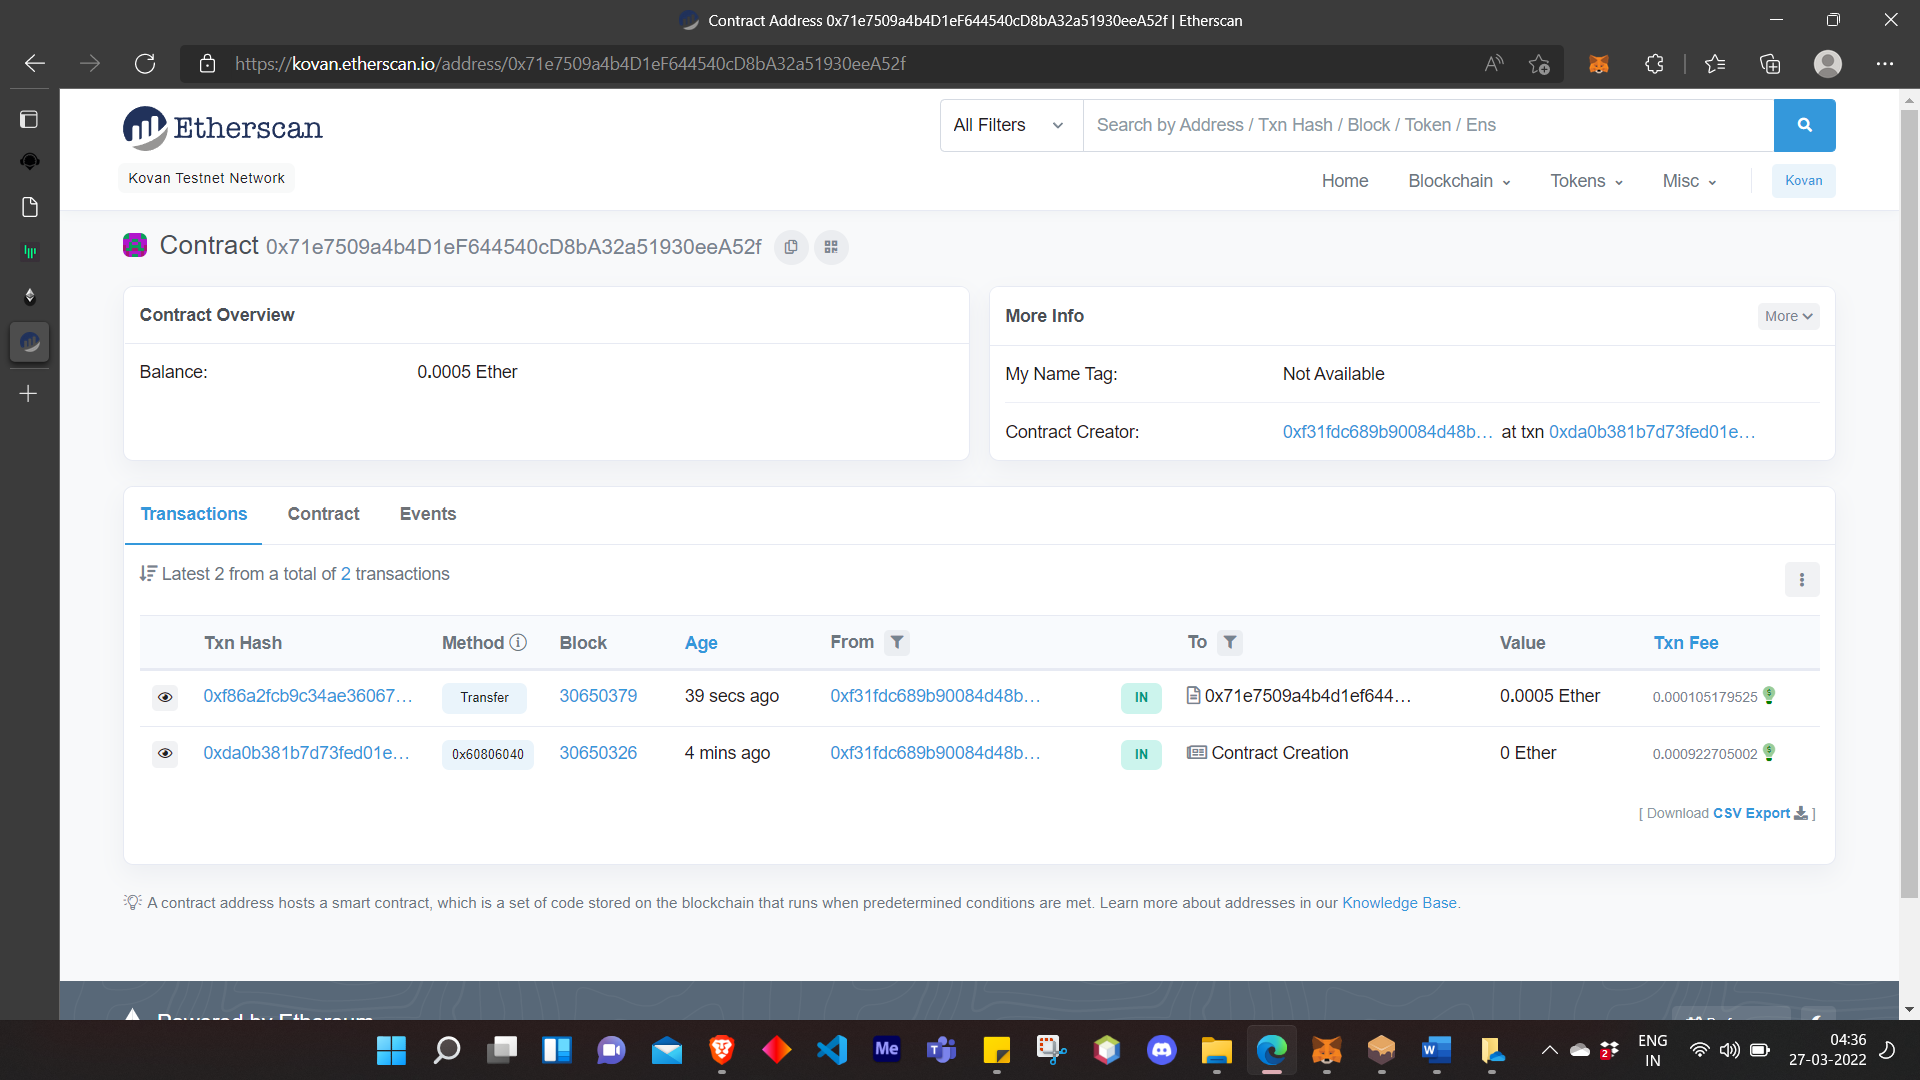 Contract Address 0x71e7509a4b4D1eF644540cD8bA32a51930eeA52f | Etherscan
https://kovan.etherscan.io/address/0x71e7509a4b4D1eF644540cD8bA32a51930eeA52f
Etherscan
All Filters
Search by Address / Txn Hash / Block / Token / Ens
Kovan Testnet Network
Home Blockchain Tokens Misc Kovan
Contract 0x71e7509a4b4D1eF644540cD8bA32a51930eeA52f
Contract Overview
Balance: 0.0005 Ether
More Info More
My Name Tag: Not Available
Contract Creator: 0xf31fdc689b90084d48b... at txn 0xda0b381b7d73fed01e...
Transactions Contract Events
Latest 2 from a total of 2 transactions
Txn Hash Method Block Age From To Value Txn Fee
0xf86a2fcb9c34ae36067... Transfer 30650379 39 secs ago 0xf31fdc689b90084d48b... IN 0x71e7509a4b4d1ef644... 0.0005 Ether 0.000105179525
0xda0b381b7d73fed01e... 0x60806040 30650326 4 mins ago 0xf31fdc689b90084d48b... IN Contract Creation 0 Ether 0.000922705002
[ Download CSV Export ]
A contract address hosts a smart contract, which is a set of code stored on the blockchain that runs when predetermined conditions are met. Learn more about addresses in our Knowledge Base.
Powered by Ethereum
Me
2
ENG
IN
04:36
27-03-2022